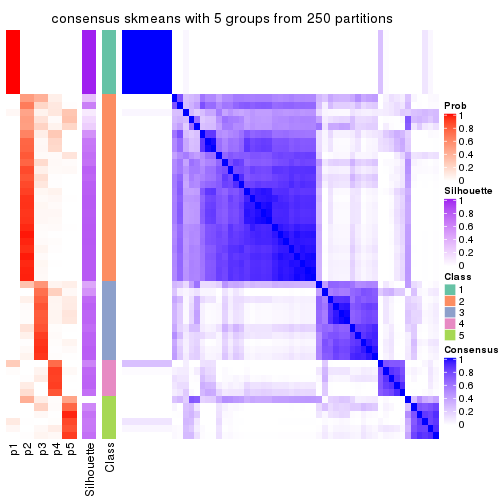 consensus skmeans with 5 groups from 250 partitions
Prob
1
0.8
0.6
0.4
0.2
0
Silhouette
1
0.8
0.6
0.4
0.2
0
Class
1
2
3
4
5
Consensus
1
0.8
0.6
0.4
0.2
0
p1
p2
p3
p4
p5
Silhouette
Class